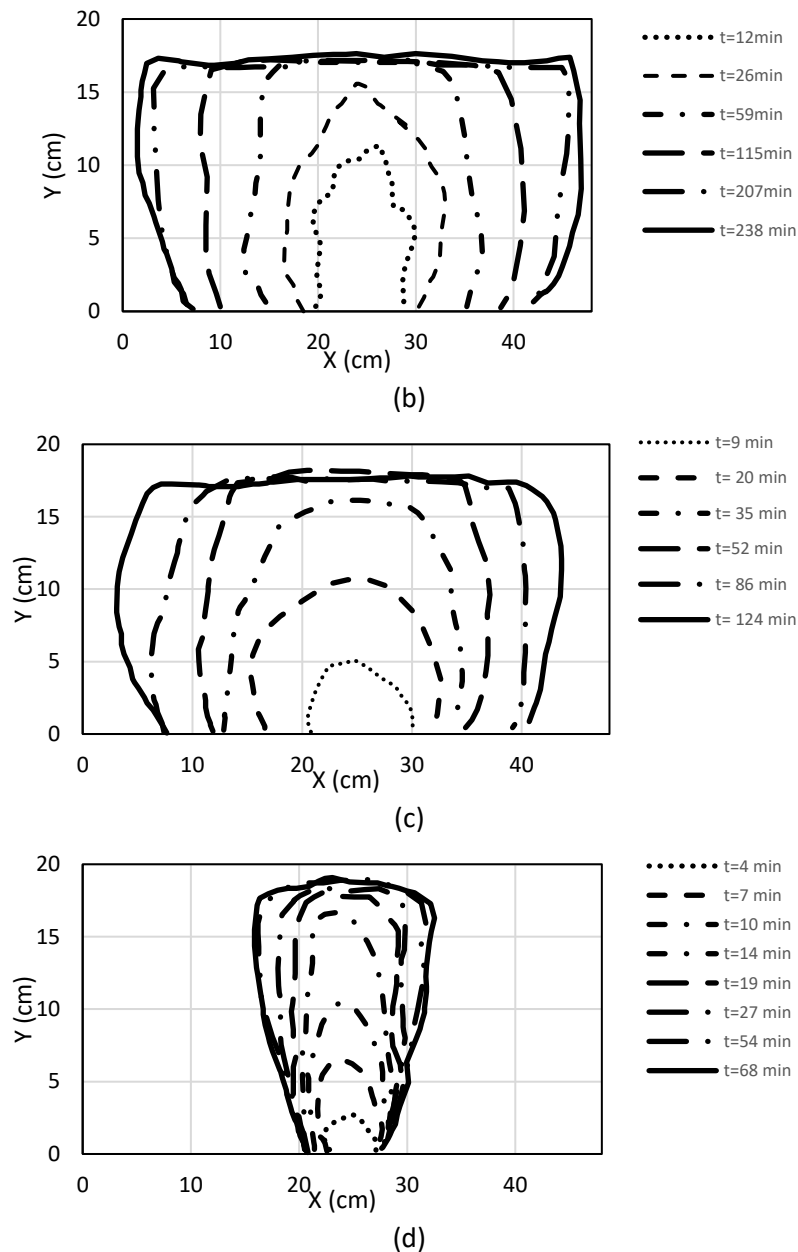 20
15
10
5
0
Y (cm)
0 10 20 30 40
X (cm)
t=12min
t=26min
t=59min
t=115min
t=207min
t=238 min
(b)
20
15
10
5
0
Y (cm)
0 10 20 30 40
X (cm)
t=9 min
t= 20 min
t= 35 min
t=52 min
t= 86 min
t= 124 min
(c)
20
15
10
5
0
Y (cm)
0 10 20 30 40
X (cm)
t=4 min
t=7 min
t=10 min
t=14 min
t=19 min
t=27 min
t=54 min
t=68 min
(d)